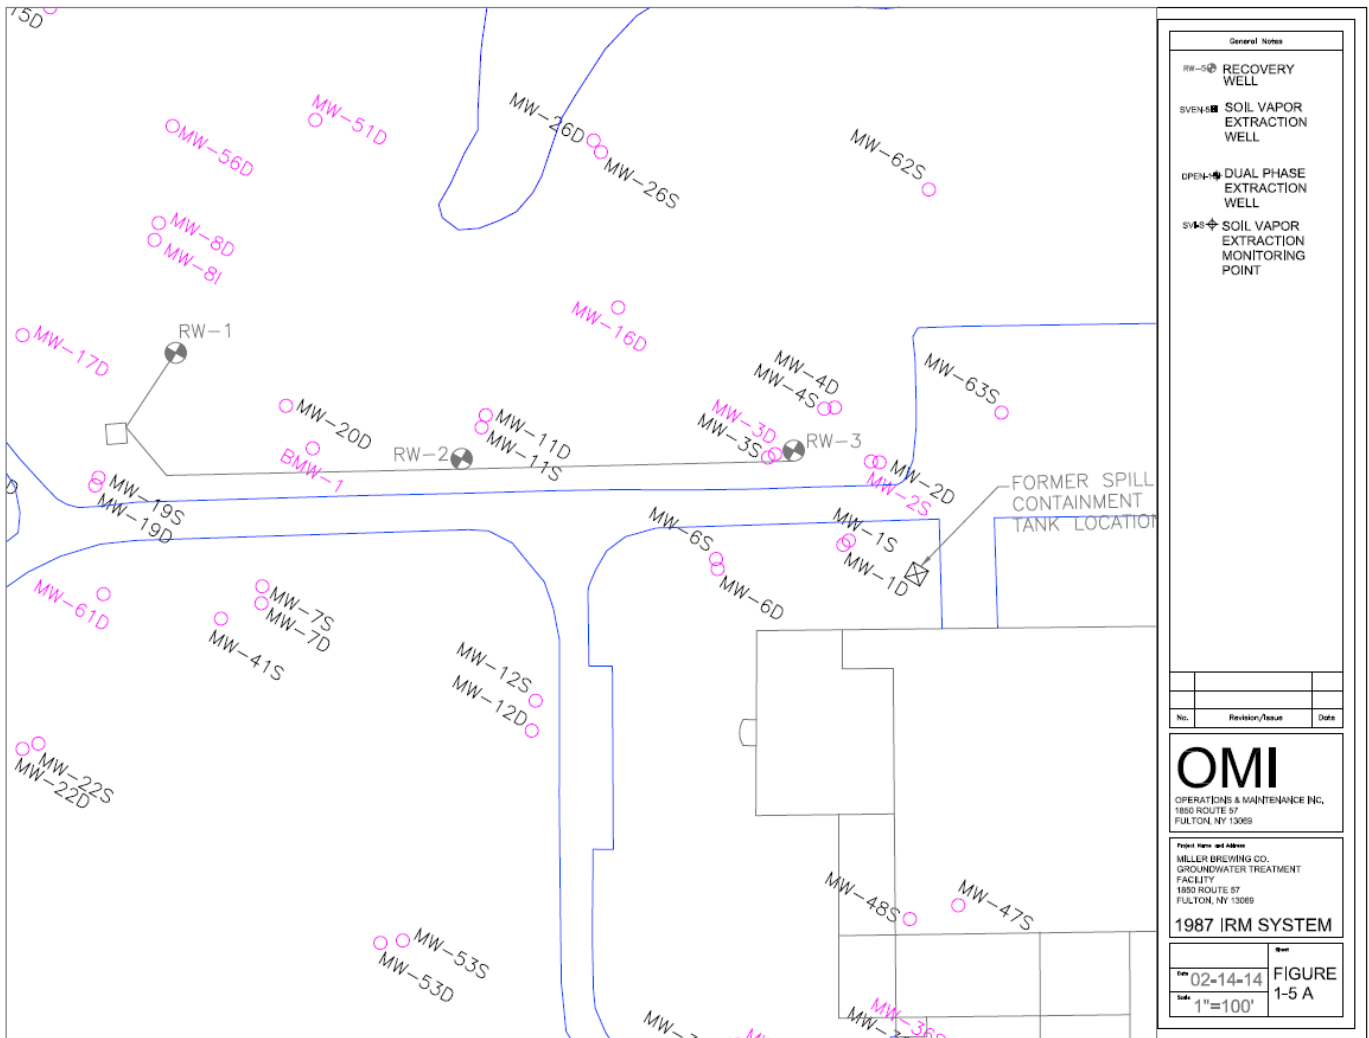 75D
MW-51D
MW-56D
MW-26D
MW-26S
MW-62S
MW-8D
MW-8I
MW-16D
RW-1
MW-17D
MW-4D
MW-4S
MW-63S
MW-20D
BMW-1
MW-11D
MW-11S
RW-2
MW-3D
MW-3S
RW-3
MW-2D
MW-2S
FORMER SPILL
CONTAINMENT
TANK LOCATION
MW-19S
MW-19D
D
MW-1S
MW-1D
MW-6S
MW-6D
MW-61D
MW-7S
MW-7D
MW-41S
MW-12S
MW-12D
MW-22S
MW-22D
MW-48S
MW-47S
MW-53S
MW-53D
MW-36S
General Notes
RW-5 RECOVERY
WELL
SVEN-5 SOIL VAPOR
EXTRACTION
WELL
DPEN-1 DUAL PHASE
EXTRACTION
WELL
SOIL VAPOR
EXTRACTION
MONITORING
POINT
No. Revision/Issue Date
OMI
OPERATIONS & MAINTENANCE INC,
1850 ROUTE 57
FULTON, NY 13069
Project Name and Address
MILLER BREWING CO.
GROUNDWATER TREATMENT
FACILITY
1850 ROUTE 57
FULTON, NY 13069
1987 IRM SYSTEM
Date 02-14-14
Scale 1"=100'
Sheet
FIGURE
1-5 A